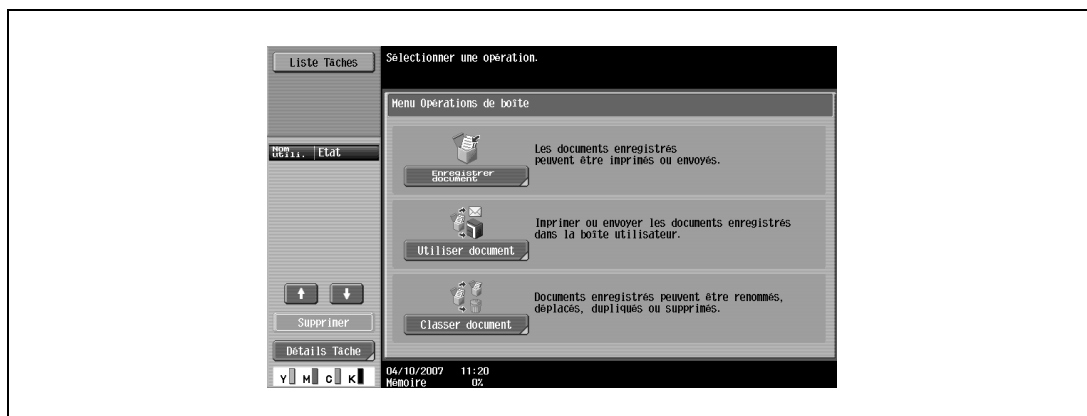 Liste Tâches
Sélectionner une opération.
Menu Opérations de boîte
Nom utili.
Etat
Les documents enregistrés
peuvent être imprimés ou envoyés.
Enregistrer
document
Imprimer ou envoyer les documents enregistrés
dans la boîte utilisateur.
Utiliser document
Documents enregistrés peuvent être renommés,
déplacés, dupliqués ou supprimés.
Classer document
Supprimer
Détails Tâche
Y M C K
04/10/2007 11:20
Mémoire 0%